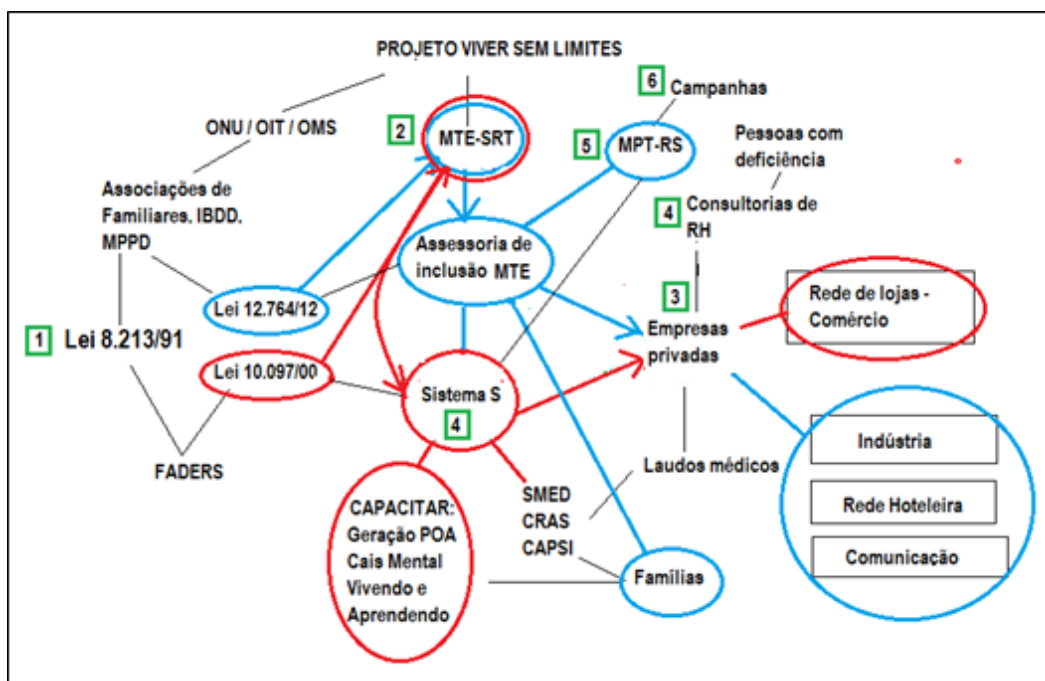 PROJETO VIVER SEM LIMITES
6 Campanhas
ONU / OIT / OMS
2
MTE-SRT
5
MPT-RS
Pessoas com
deficiência
Associações de
Familiares. IBDD.
MPPD
4 Consultorias de
RH
Assessoria de
inclusão MTE
3
Empresas
privadas
Rede de lojas -
Comércio
Lei 12.764/12
1 Lei 8.213/91
Lei 10.097/00
Sistema S
4
Indústria
FADERS
Laudos médicos
CAPACITAR:
Geração POA
Cais Mental
Vivendo e
Aprendendo
SMED
CRAS
CAPSI
Rede Hoteleira
Comunicação
Famílias